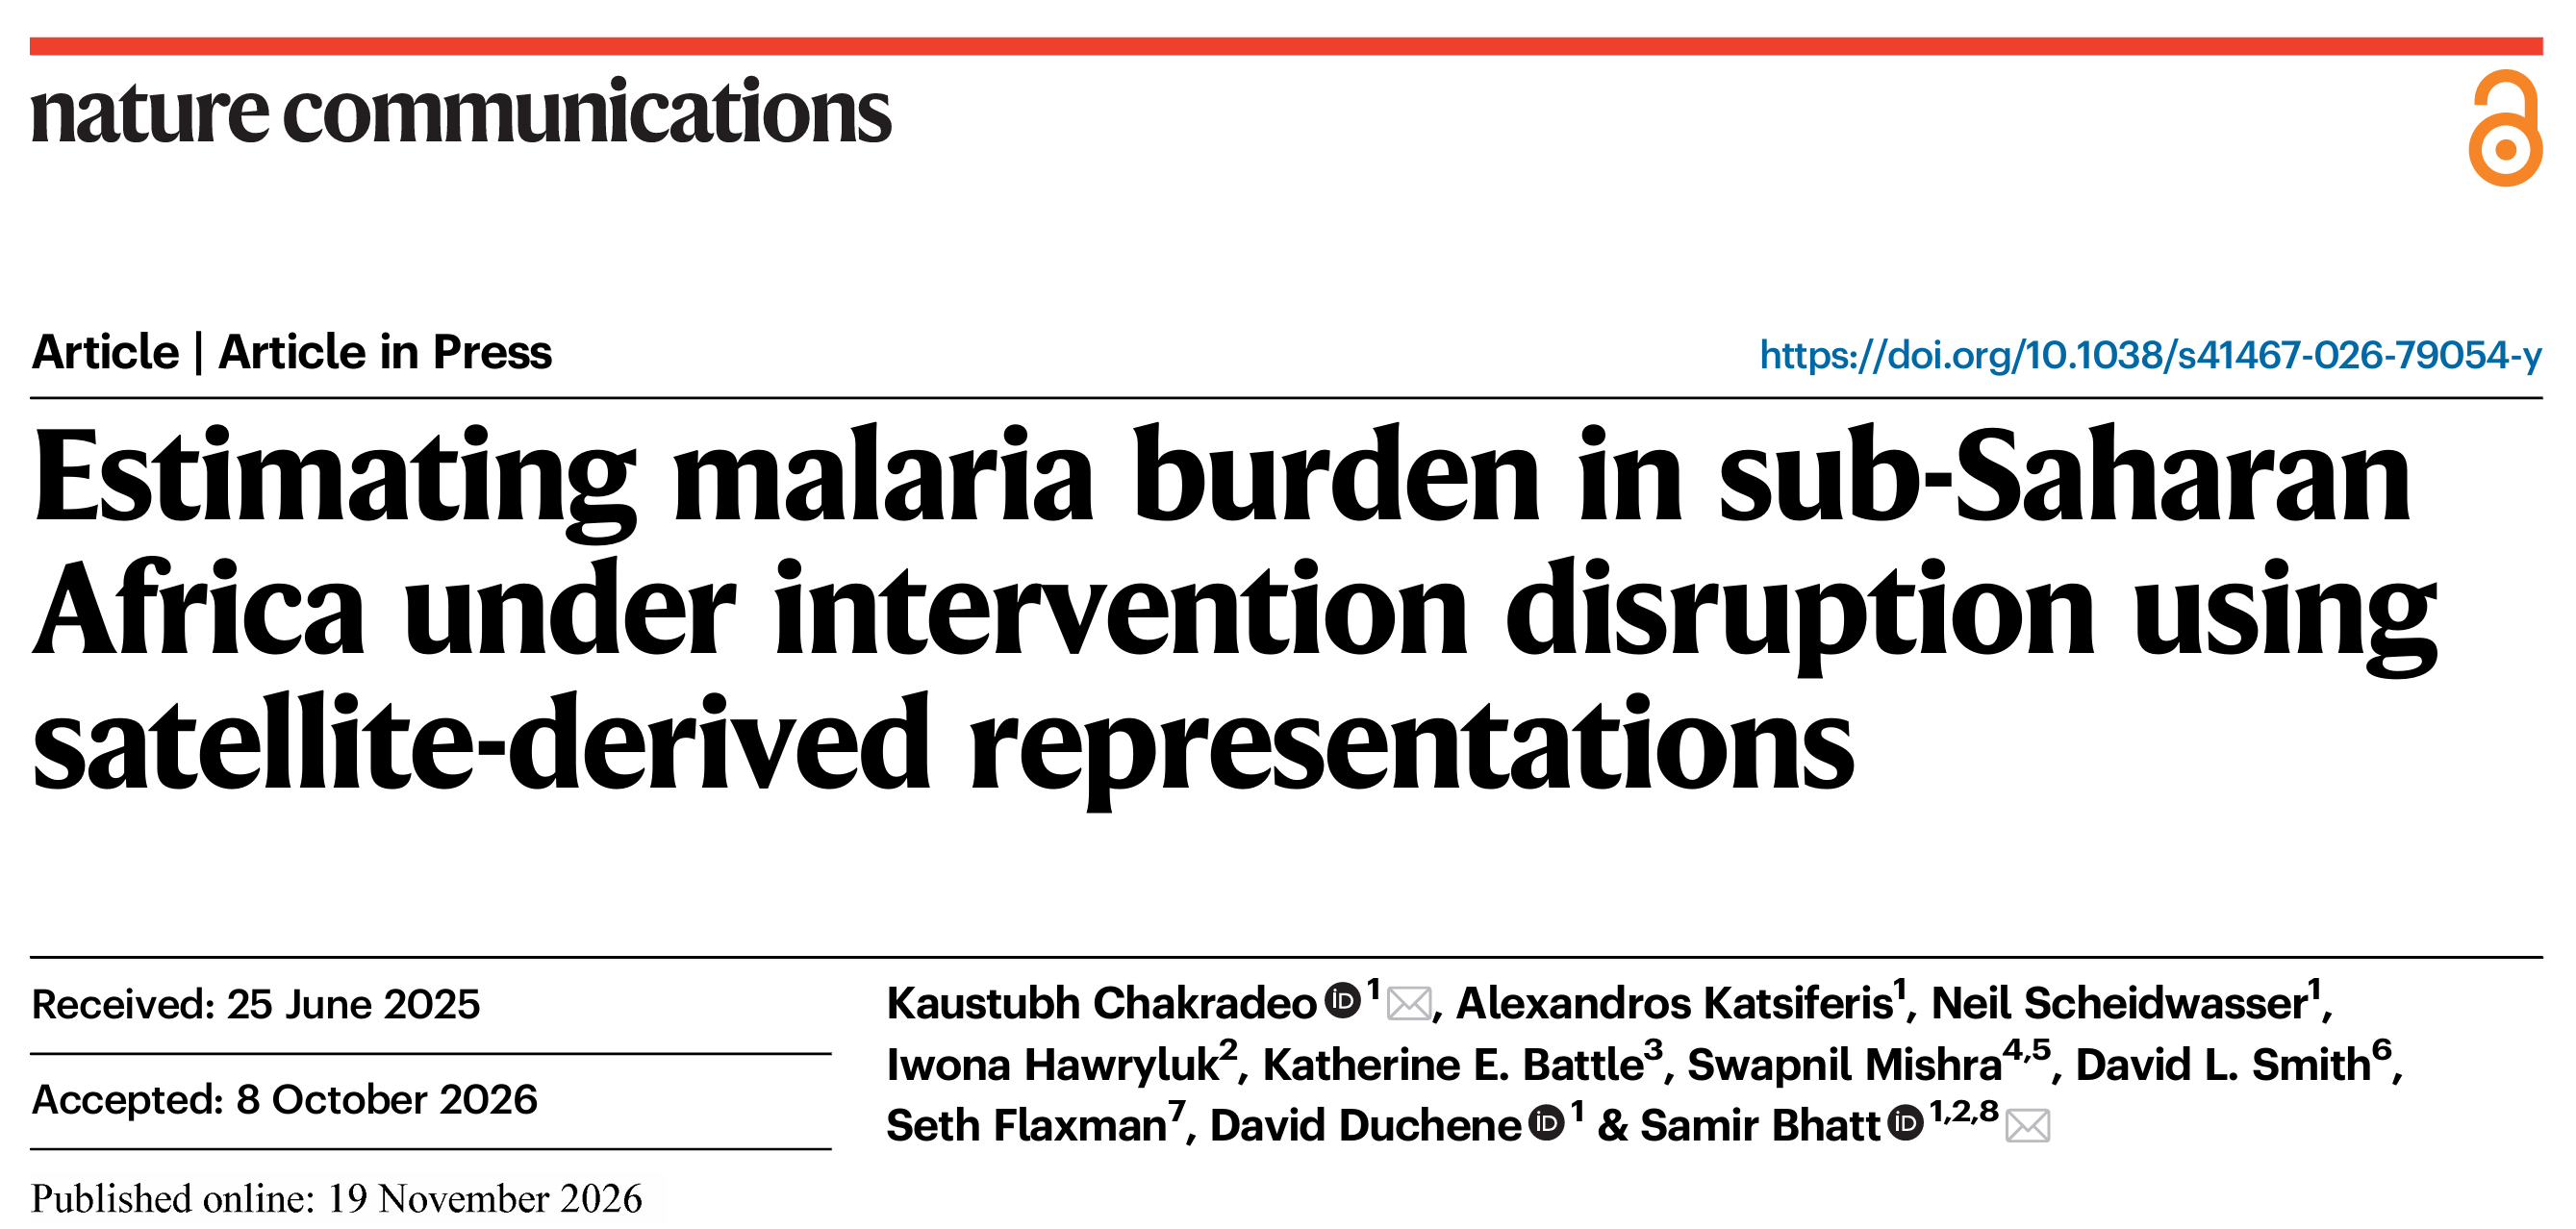 nature communications
Article | Article in Press
https://doi.org/10.1038/s41467-026-79054-y
Estimating malaria burden in sub-Saharan
Africa under intervention disruption using
satellite-derived representations
Received: 25 June 2025
Accepted: 8 October 2026
Published online: 19 November 2026
Kaustubh Chakradeo iD 1, Alexandros Katsiferis1, Neil Scheidwasser1,
Iwona Hawryluk2, Katherine E. Battle3, Swapnil Mishra4,5, David L. Smith6,
Seth Flaxman7, David Duchene iD 1 & Samir Bhatt iD 1,2,8